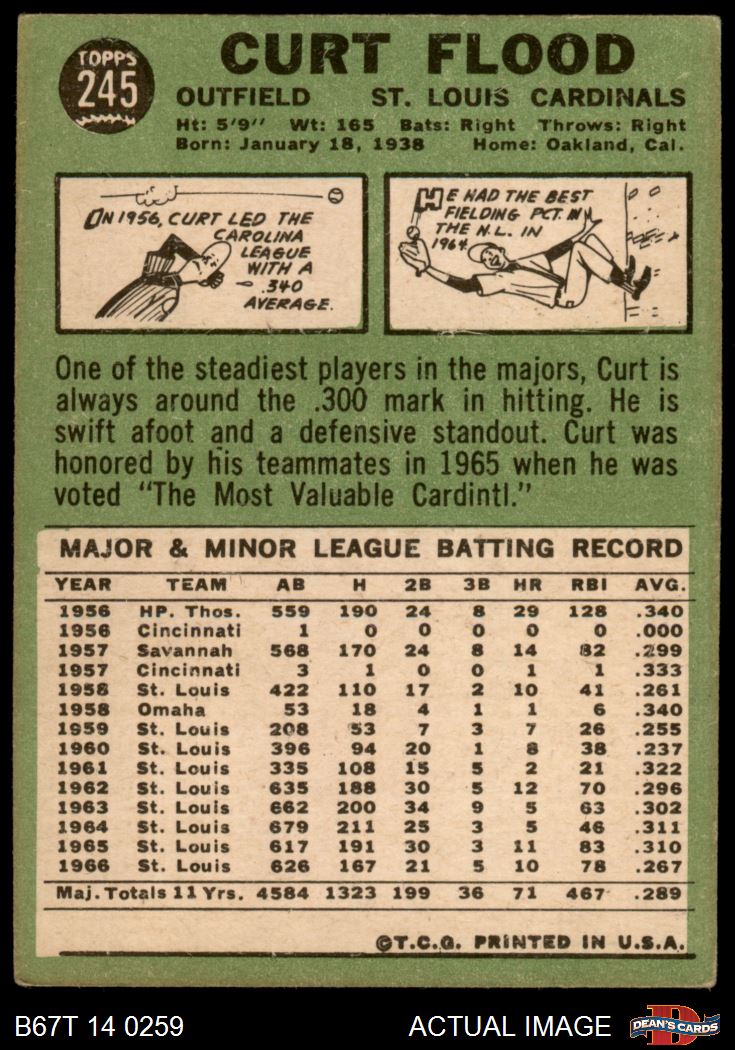 TOPPS
245
CURT FLOOD
OUTFIELD ST. LOUIS CARDINALS
Ht: 5'9" Wt: 165 Bats: Right Throws: Right
Born: January 18, 1938 Home: Oakland, Cal.
IN 1956, CURT LED THE
CAROLINA
LEAGUE
WITH A
.340
AVERAGE.
HE HAD THE BEST
FIELDING PCT. IN
THE N.L. IN
1964.
One of the steadiest players in the majors, Curt is
always around the .300 mark in hitting. He is
swift afoot and a defensive standout. Curt was
honored by his teammates in 1965 when he was
voted "The Most Valuable Cardintl."
MAJOR & MINOR LEAGUE BATTING RECORD
YEAR TEAM AB H 2B 3B HR RBI AVG.
1956 HP. Thos. 559 190 24 8 29 128 .340
1956 Cincinnati 1 0 0 0 0 0 .000
1957 Savannah 568 170 24 8 14 82 .299
1957 Cincinnati 3 1 0 0 1 1 .333
1958 St. Louis 422 110 17 2 10 41 .261
1958 Omaha 53 18 4 1 1 6 .340
1959 St. Louis 208 53 7 3 7 26 .255
1960 St. Louis 396 94 20 1 8 38 .237
1961 St. Louis 335 108 15 5 2 21 .322
1962 St. Louis 635 188 30 5 12 70 .296
1963 St. Louis 662 200 34 9 5 63 .302
1964 St. Louis 679 211 25 3 5 46 .311
1965 St. Louis 617 191 30 3 11 83 .310
1966 St. Louis 626 167 21 5 10 78 .267
Maj. Totals 11 Yrs. 4584 1323 199 36 71 467 .289
©T.C.G. PRINTED IN U.S.A.
B67T 14 0259 ACTUAL IMAGE
DEAN'S CARDS